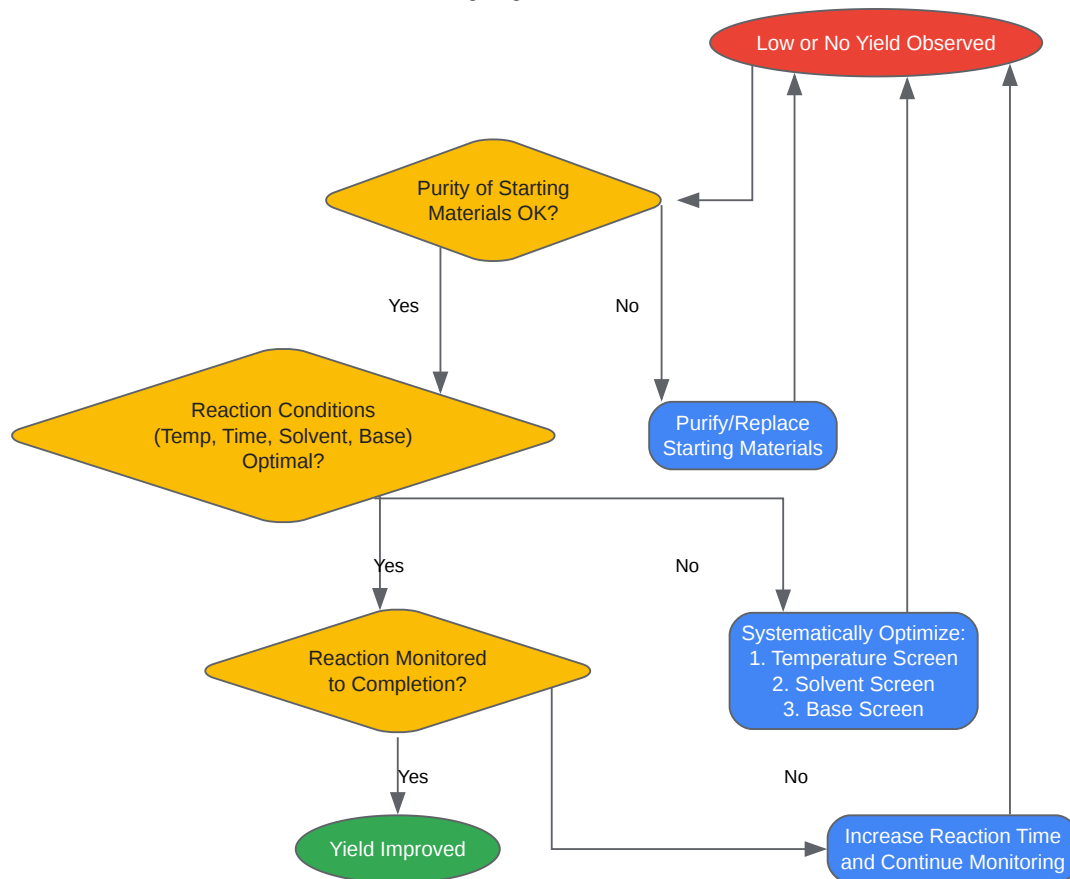 Low or No Yield Observed
Purity of Starting
Materials OK?
Yes
No
Reaction Conditions
(Temp, Time, Solvent, Base)
Optimal?
Purify/Replace
Starting Materials
Yes
No
Reaction Monitored
to Completion?
Systematically Optimize:
1. Temperature Screen
2. Solvent Screen
3. Base Screen
Yes
No
Yield Improved
Increase Reaction Time
and Continue Monitoring